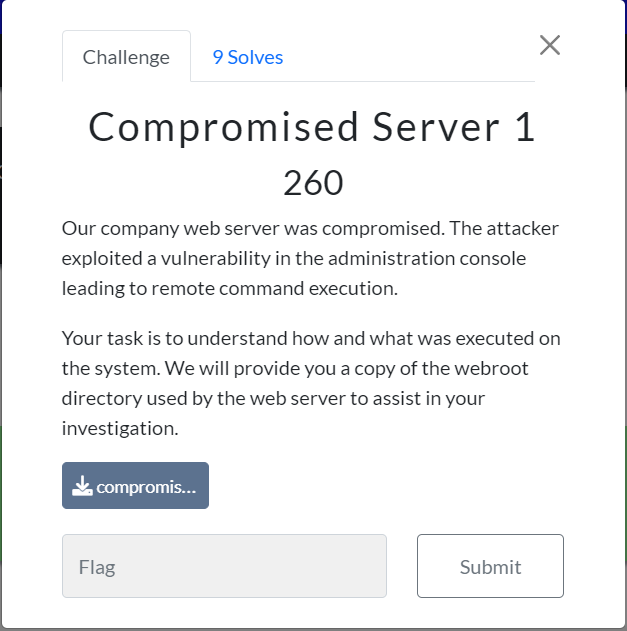 Challenge
9 Solves
Compromised Server 1
260
Our company web server was compromised. The attacker
exploited a vulnerability in the administration console
leading to remote command execution.
Your task is to understand how and what was executed on
the system. We will provide you a copy of the webroot
directory used by the web server to assist in your
investigation.
compromis...
Flag
Submit